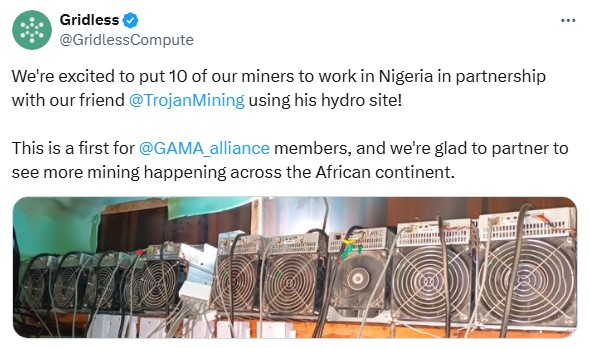 Gridless
@GridlessCompute
We're excited to put 10 of our miners to work in Nigeria in partnership
with our friend @TrojanMining using his hydro site!
This is a first for @GAMA_alliance members, and we're glad to partner to
see more mining happening across the African continent.